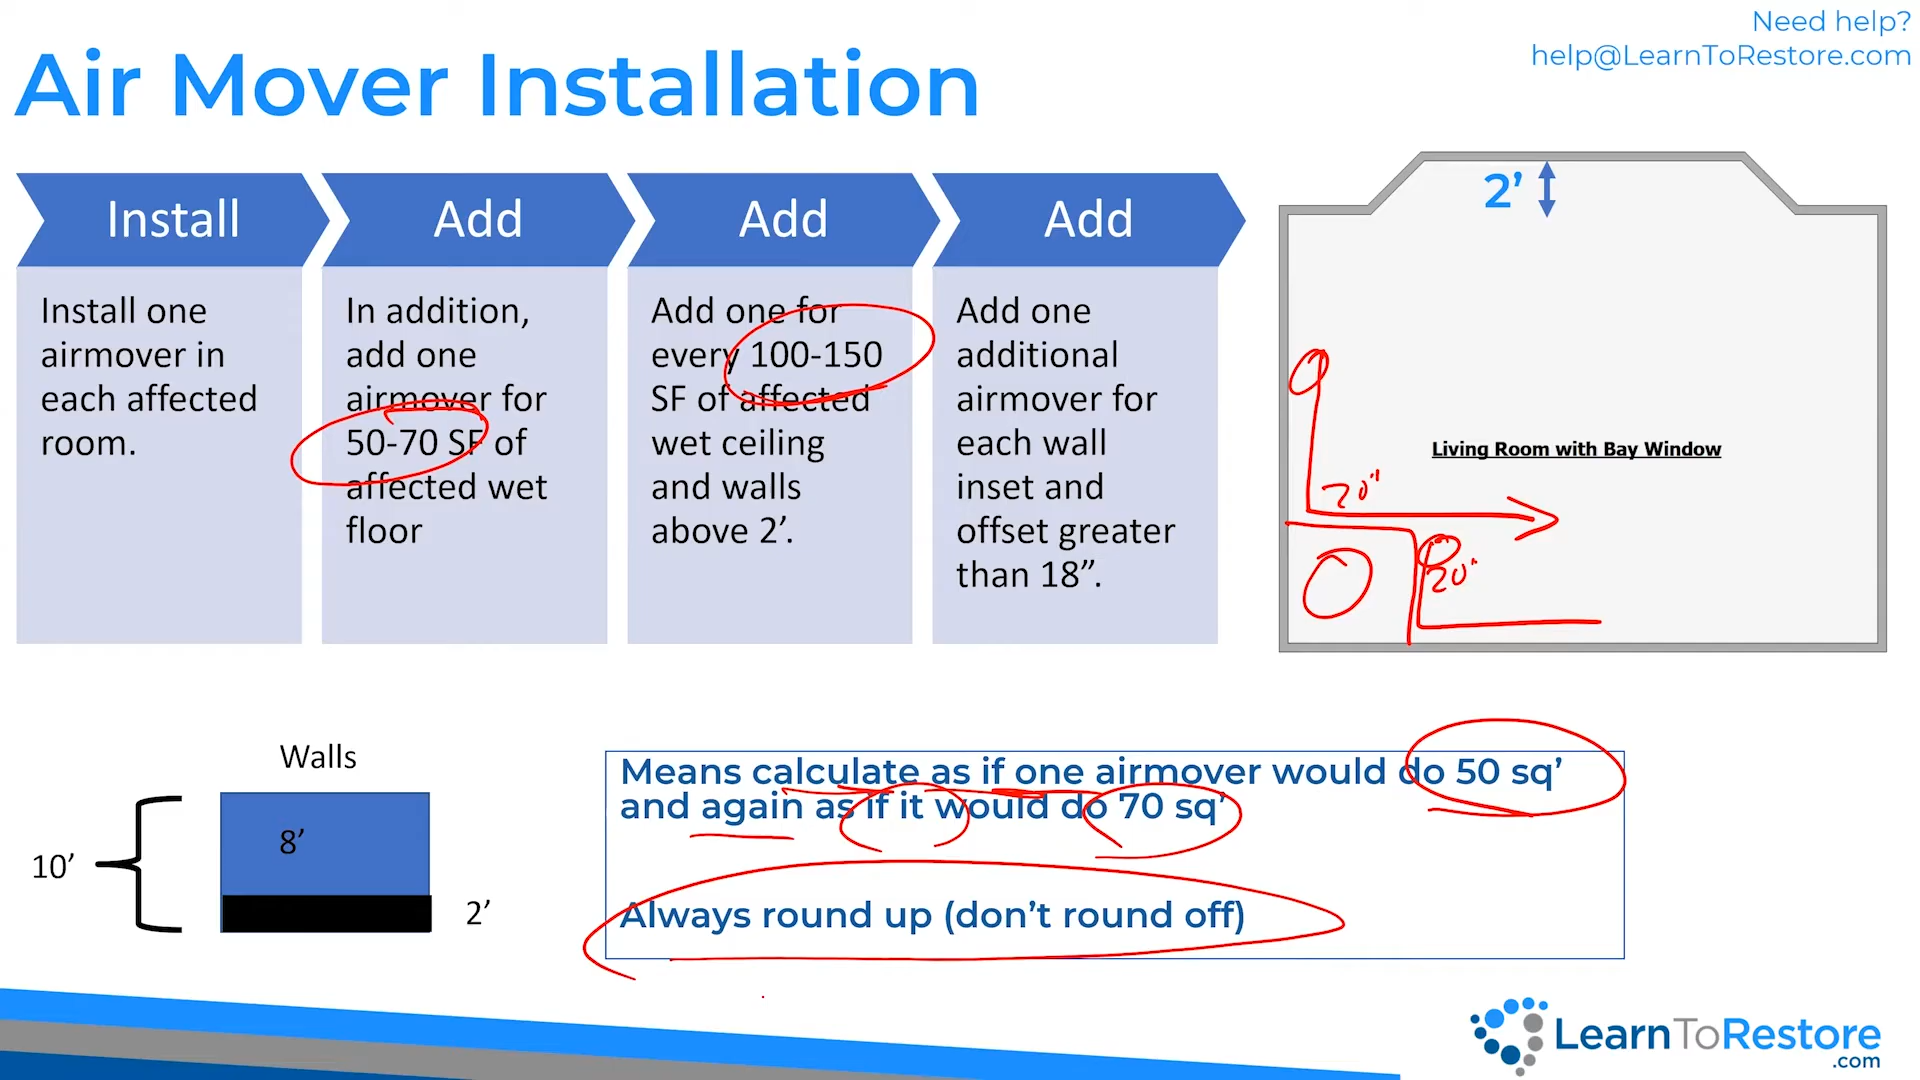 Need help?
help@LearnToRestore.com
Air Mover Installation
Install
Install one
airmover in
each affected
room.
Add
In addition,
add one
airmover for
50-70 SF of
affected wet
floor
Add
Add one for
every 100-150
SF of affected
wet ceiling
and walls
above 2’.
Add
Add one
additional
airmover for
each wall
inset and
offset greater
than 18”.
2’
Living Room with Bay Window
20"
20"
Walls
8’
10’
2’
Means calculate as if one airmover would do 50 sq’
and again as if it would do 70 sq’
Always round up (don’t round off)
LearnToRestore
.com